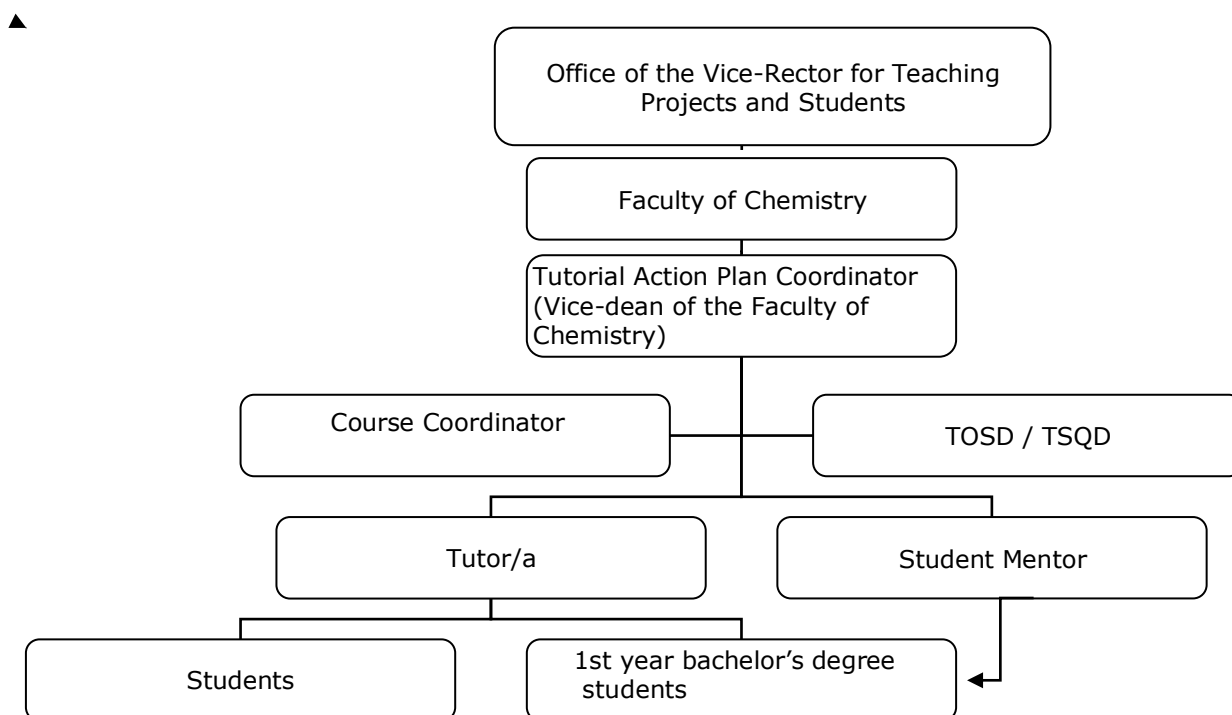 Office of the Vice-Rector for Teaching
Projects and Students
Faculty of Chemistry
Tutorial Action Plan Coordinator
(Vice-dean of the Faculty of
Chemistry)
Course Coordinator
TOSD / TSQD
Tutor/a
Student Mentor
Students
1st year bachelor’s degree
students